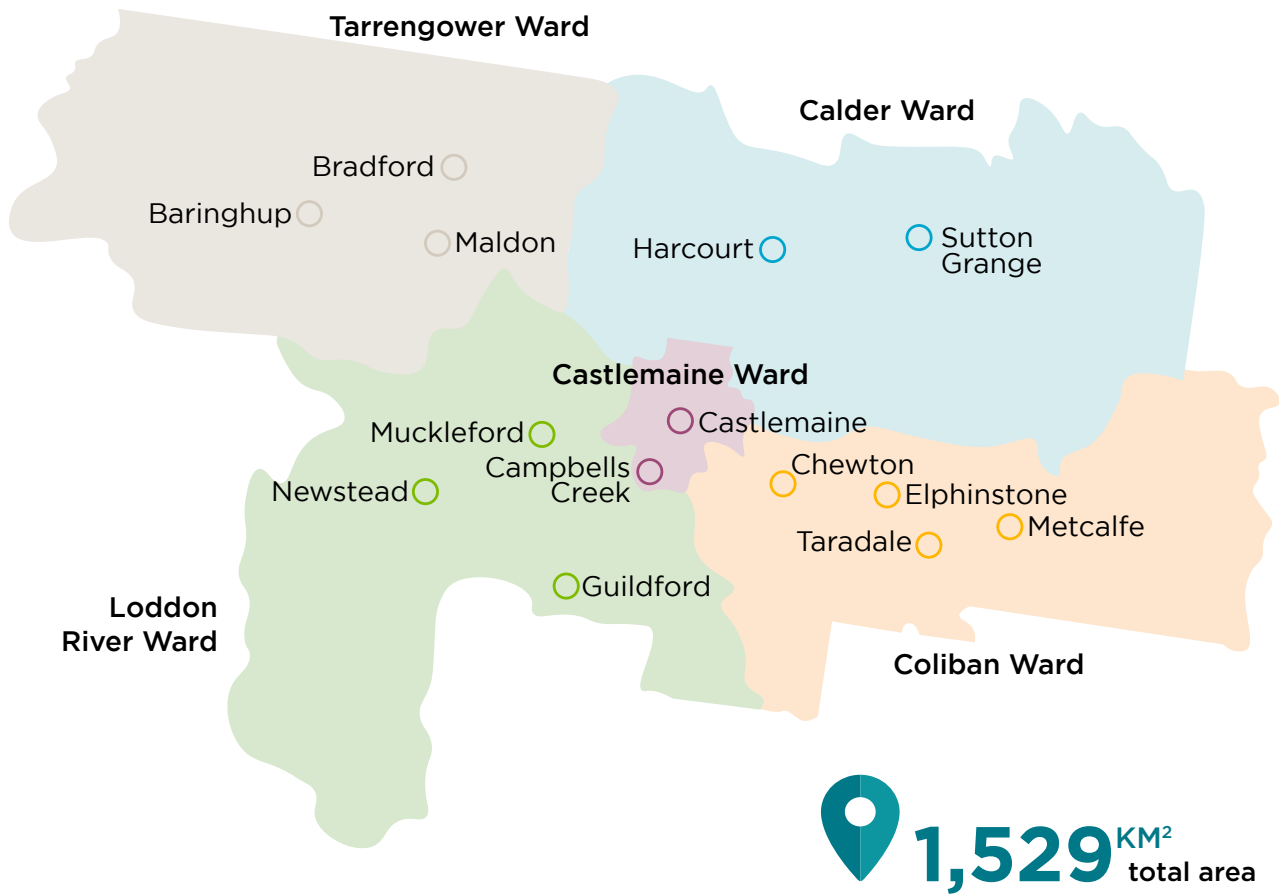 Tarrengower Ward
Calder Ward
Bradford
Baringhup
Maldon
Harcourt
Sutton
Grange
Castlemaine Ward
Castlemaine
Muckleford
Campbells
Creek
Newstead
Chewton
Elphinstone
Metcalfe
Taradale
Guildford
Loddon
River Ward
Coliban Ward
1,529 KM²
total area